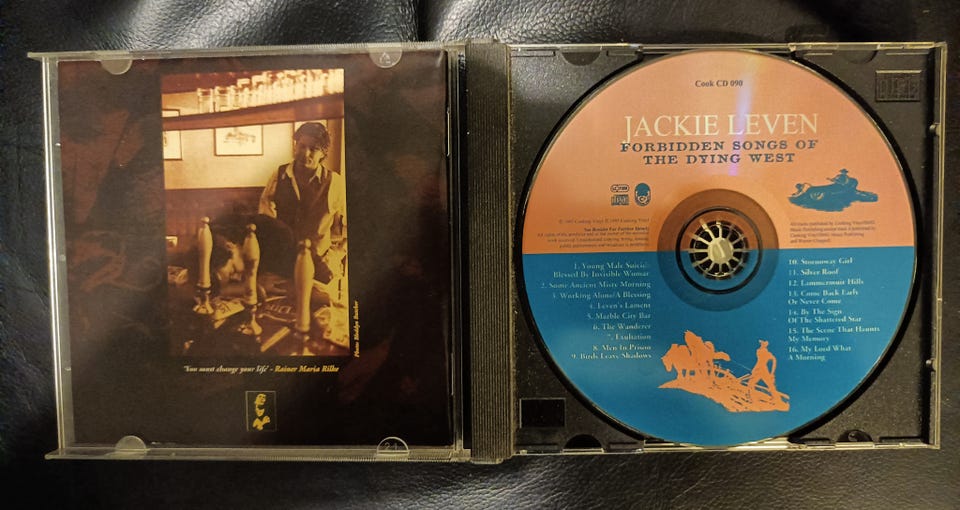 'You must change your life' - Rainer Maria Rilke
Cook CD 090
JACKIE LEVEN
FORBIDDEN SONGS OF
THE DYING WEST
1. Young Male Suicide
Blessed By Invisible Woman
2. Some Ancient Misty Morning
3. Working Alone/A Blessing
4. Leven's Lament
5. Marble City Bar
6. The Wanderer
7. Exultation
8. Men In Prison
9. Birds Leave Shadows
10. Stornoway Girl
11. Silver Roof
12. Lammermuir Hills
13. Come Back Early
Or Never Come
14. By The Sign
Of The Shattered Star
15. The Scene That Haunts
My Memory
16. My Lord What
A Morning